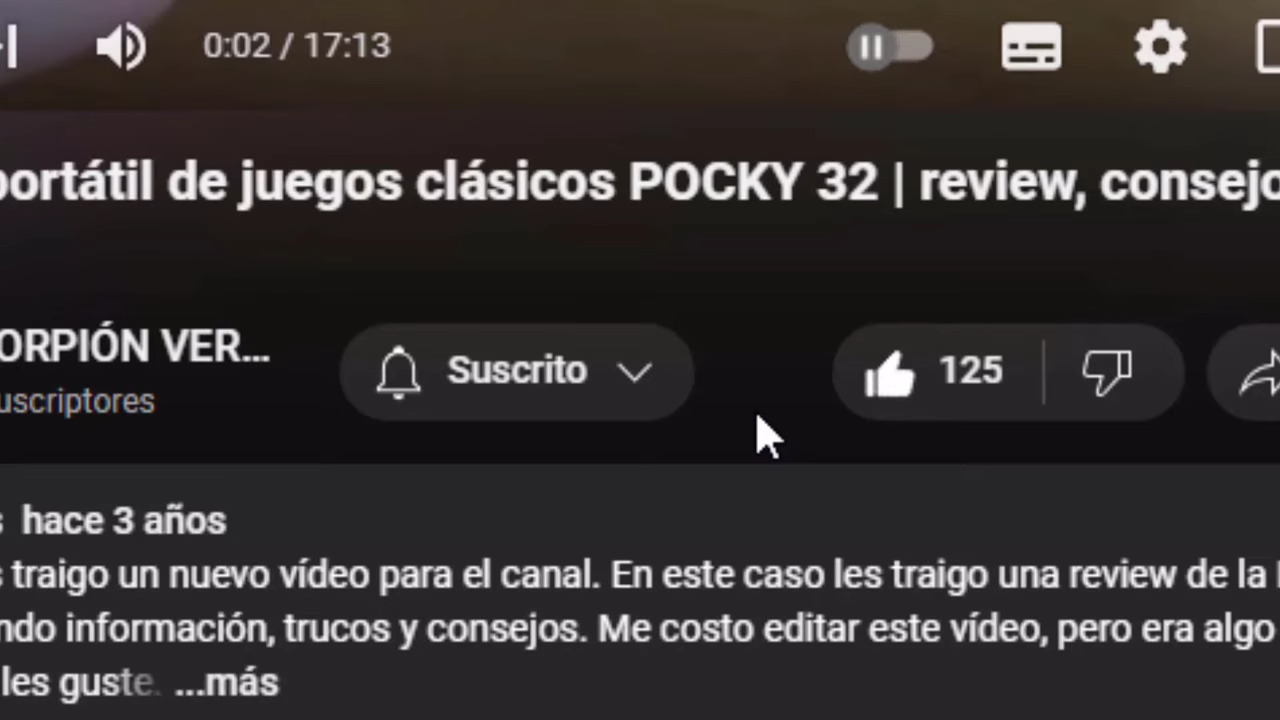 0:02 / 17:13
portátil de juegos clásicos POCKY 32 | review, consejo
ORPIÓN VER...
Suscrito
125
uscriptores
s hace 3 años
s traigo un nuevo vídeo para el canal. En este caso les traigo una review de la
ndo información, trucos y consejos. Me costo editar este vídeo, pero era algo
les guste. ...más